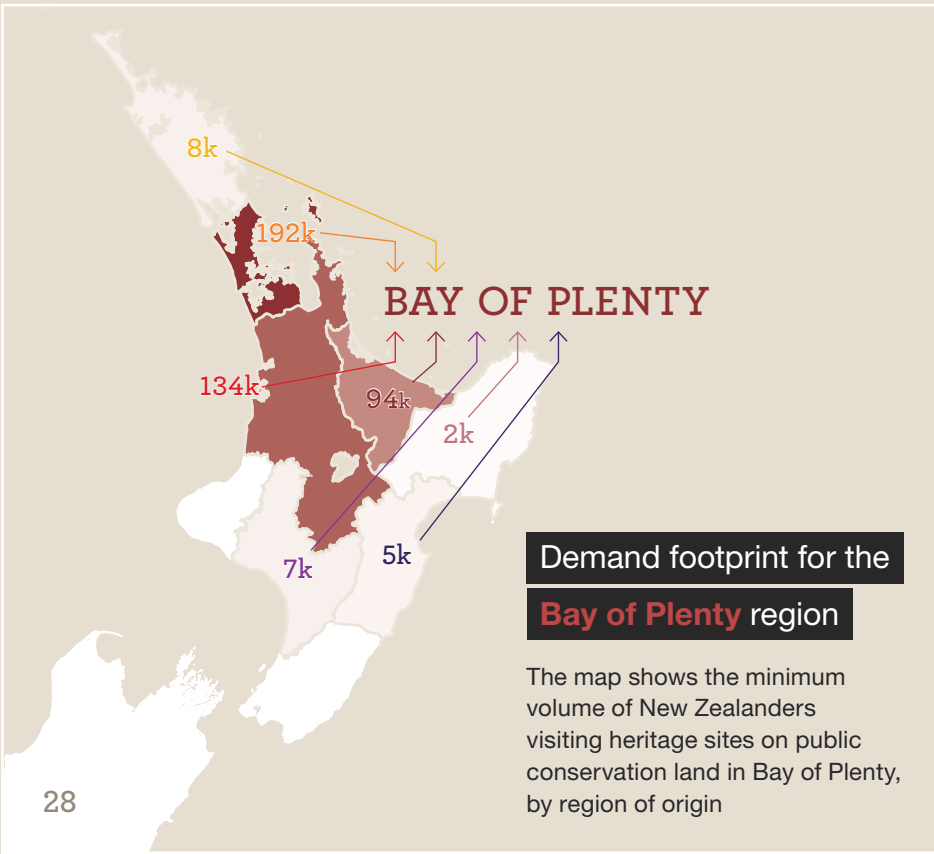 8k
192k
BAY OF PLENTY
134k
94k
2k
7k
5k
Demand footprint for the
Bay of Plenty region
The map shows the minimum
volume of New Zealanders
visiting heritage sites on public
conservation land in Bay of Plenty,
by region of origin
28